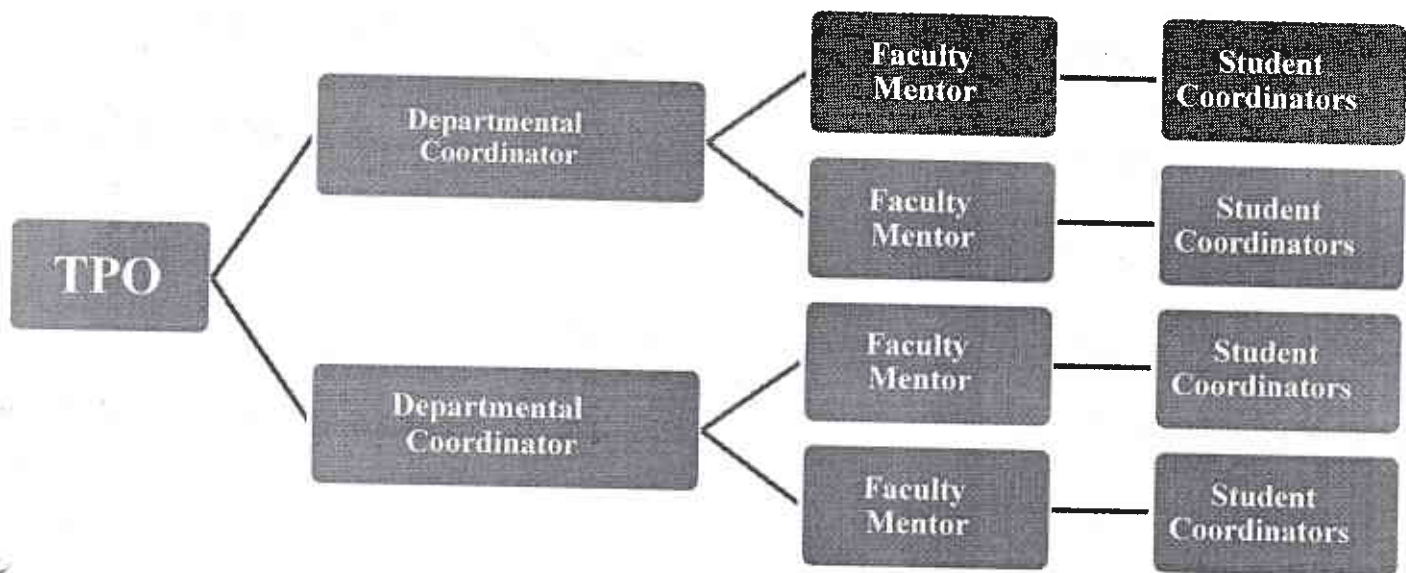 TPO
Departmental
Coordinator
Faculty
Mentor
Student
Coordinators
Faculty
Mentor
Student
Coordinators
Departmental
Coordinator
Faculty
Mentor
Student
Coordinators
Faculty
Mentor
Student
Coordinators